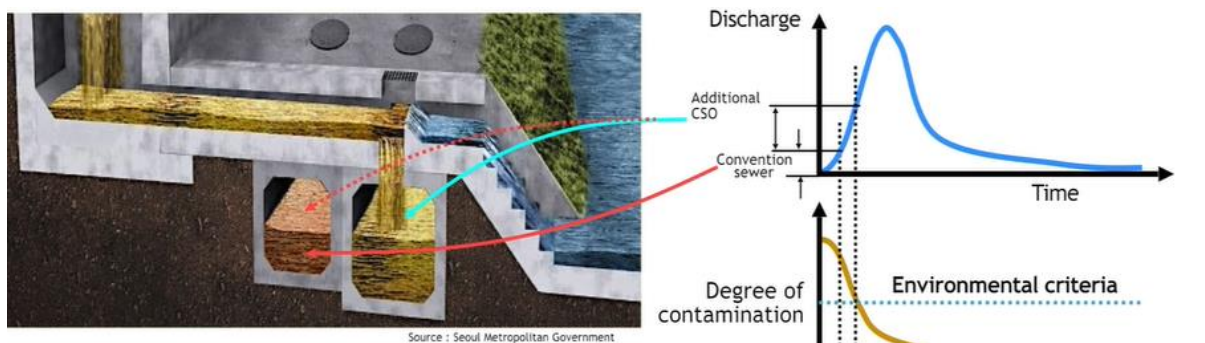 Discharge
Additional
CSO
Convention
sewer
Time
Degree of
contamination
Environmental criteria
Source : Seoul Metropolitan Government